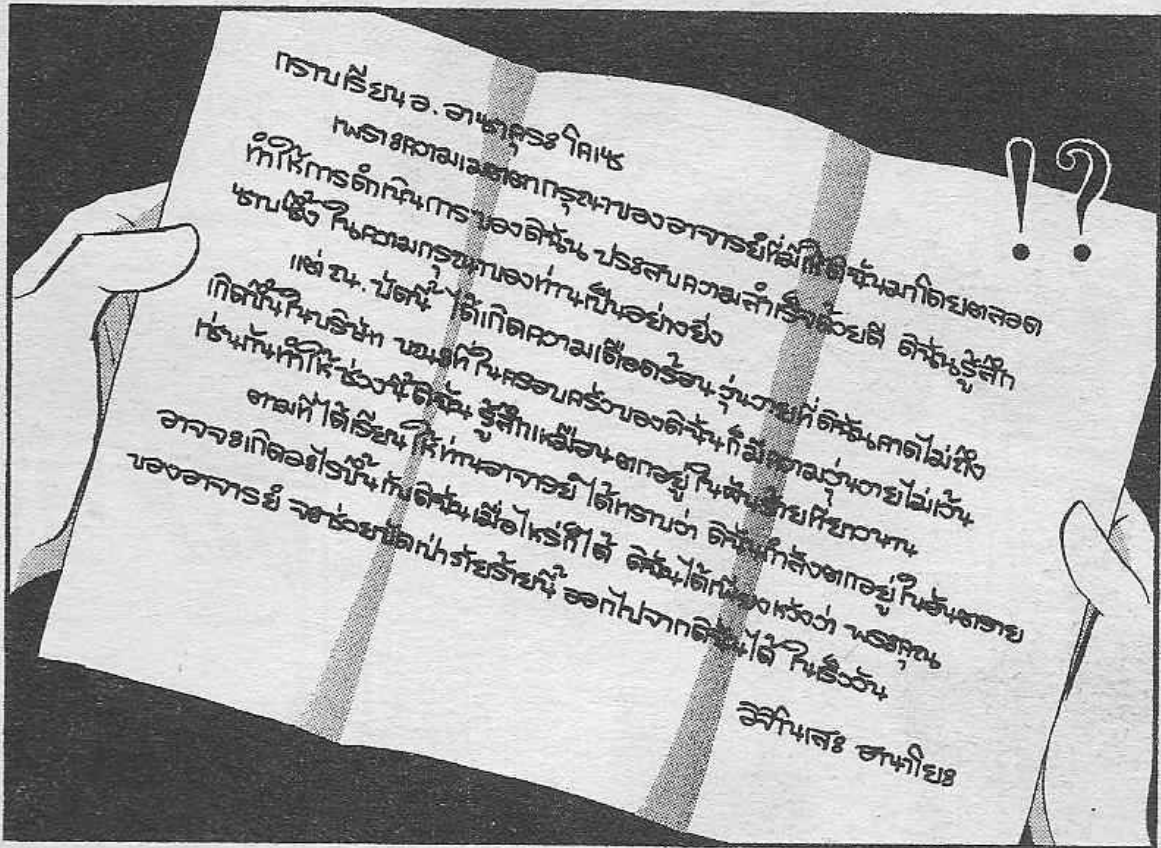 กราบเรียน อ. อานาคุระ โคเซ
เพราะความเมตตากรุณาของอาจารย์ที่มีให้ดิฉันมาโดยตลอด
ทำให้การดำเนินการของดิฉัน ประสบความสำเร็จด้วยดี ดิฉันรู้สึก
ซาบซึ้ง ในความกรุณาของท่านเป็นอย่างยิ่ง
แต่ ณ. บัดนี้ ได้เกิดความเดือดร้อน วุ่นวายที่ดิฉันคาดไม่ถึง
เกิดขึ้นในบริษัท ขณะที่ในครอบครัวของดิฉันก็มีความวุ่นวายไม่เว้น
เช่นกันทำให้ช่วงนี้ดิฉัน รู้สึกเหมือนตกอยู่ในฝันร้ายที่ยาวนาน
ตามที่ได้เรียนให้ท่านอาจารย์ ได้ทราบว่า ดิฉันกำลังตกอยู่ในอันตราย
อาจจะเกิดอะไรขึ้นกับดิฉันเมื่อไหร่ก็ได้ ดิฉันได้แต่หวังว่า พระคุณ
ของอาจารย์ จะช่วยปัดเป่าภัยร้ายนี้ ออกไปจากดิฉันได้ ในเร็ววัน
อิจิโนเสะ ฮานาโยะ
!?